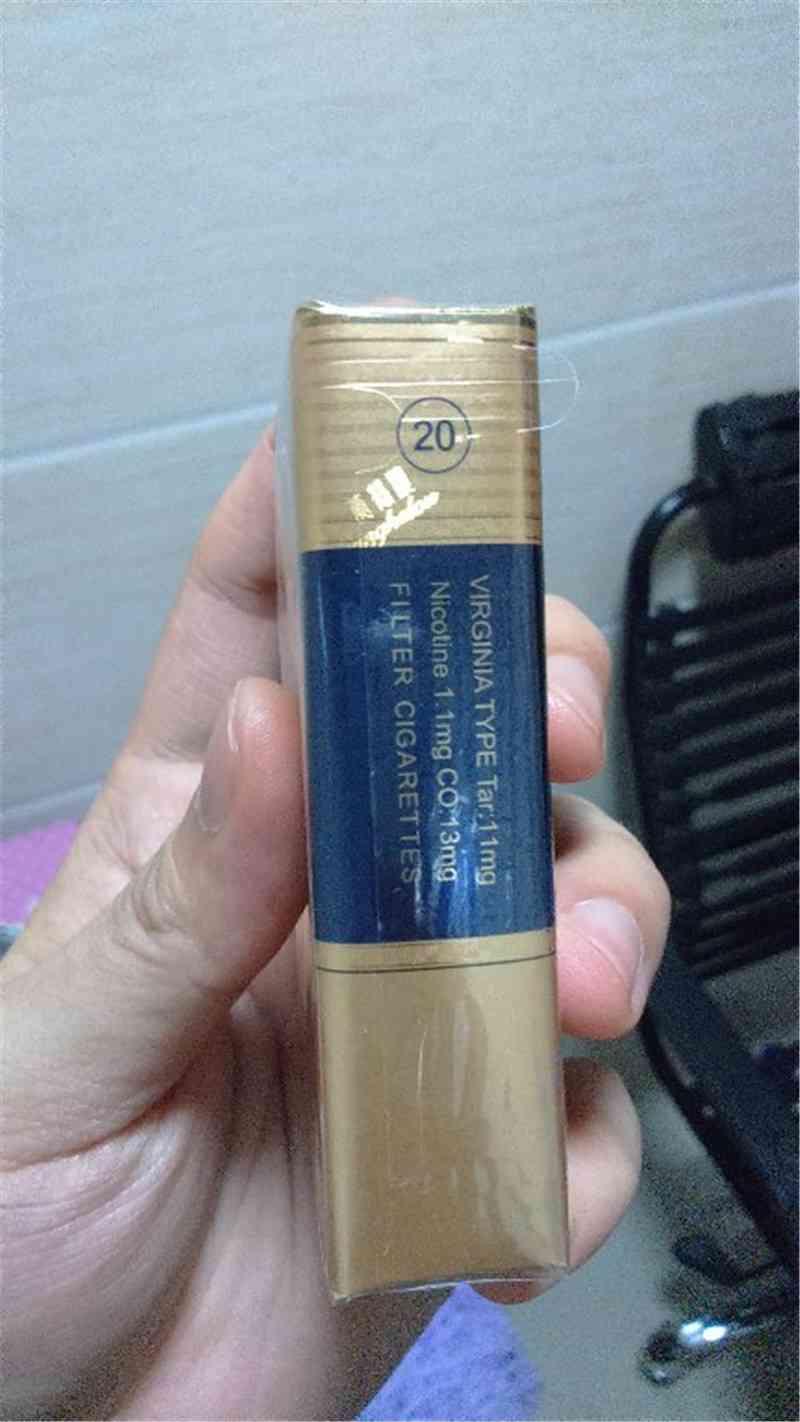 20
VIRGINIA TYPE Tar:11mg
Nicotine 1.1mg CO:13mg
FILTER CIGARETTES